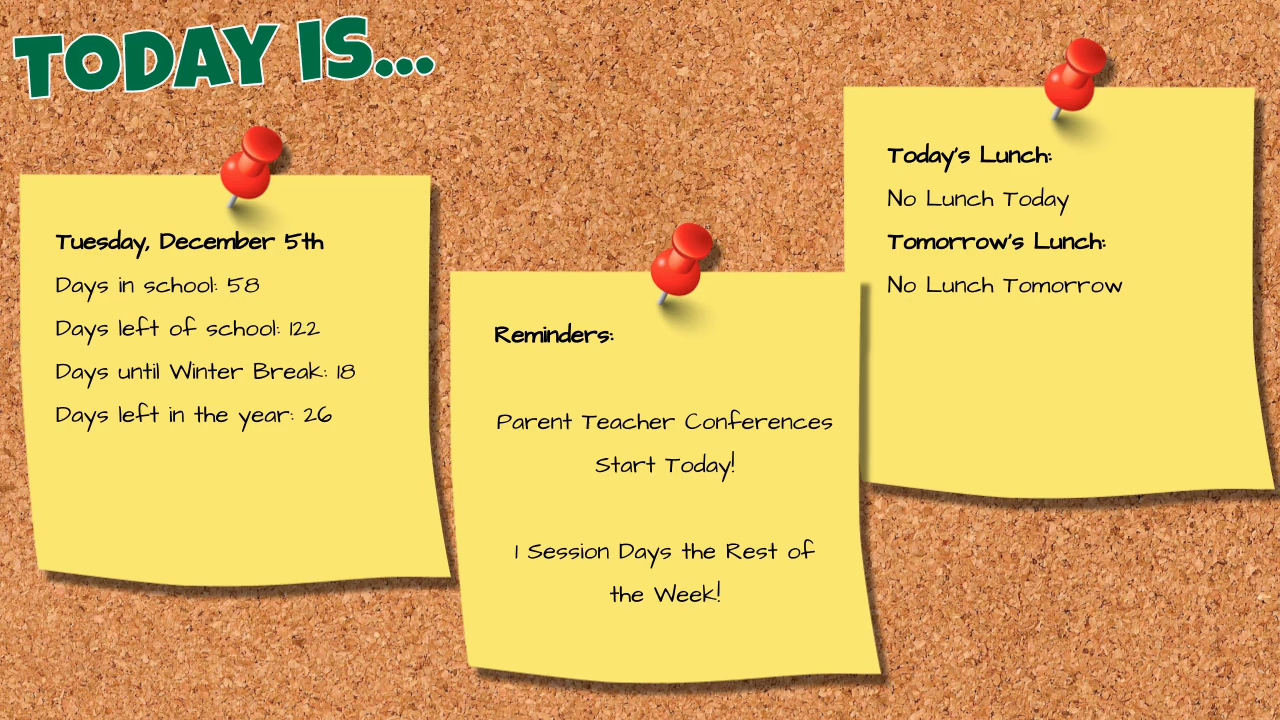 TODAY IS...
Tuesday, December 5th
Days in school: 58
Days left of school: 122
Days until Winter Break: 18
Days left in the year: 26
Reminders:
Parent Teacher Conferences
Start Today!
1 Session Days the Rest of
the Week!
Today's Lunch:
No Lunch Today
Tomorrow's Lunch:
No Lunch Tomorrow